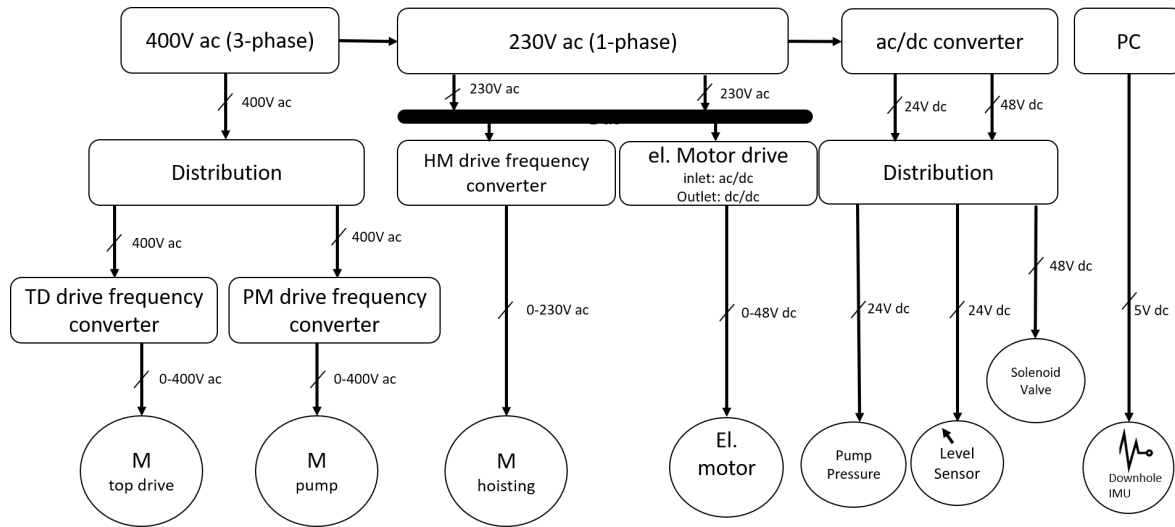 400V ac (3-phase)
230V ac (1-phase)
ac/dc converter
PC
400V ac
230V ac
230V ac
24V dc
48V dc
Distribution
HM drive frequency
converter
el. Motor drive
inlet: ac/dc
Outlet: dc/dc
Distribution
400V ac
400V ac
48V dc
TD drive frequency
converter
PM drive frequency
converter
0-230V ac
0-48V dc
24V dc
24V dc
5V dc
0-400V ac
0-400V ac
Solenoid
Valve
M
top drive
M
pump
M
hoisting
El.
motor
Pump
Pressure
Level
Sensor
Downhole
IMU